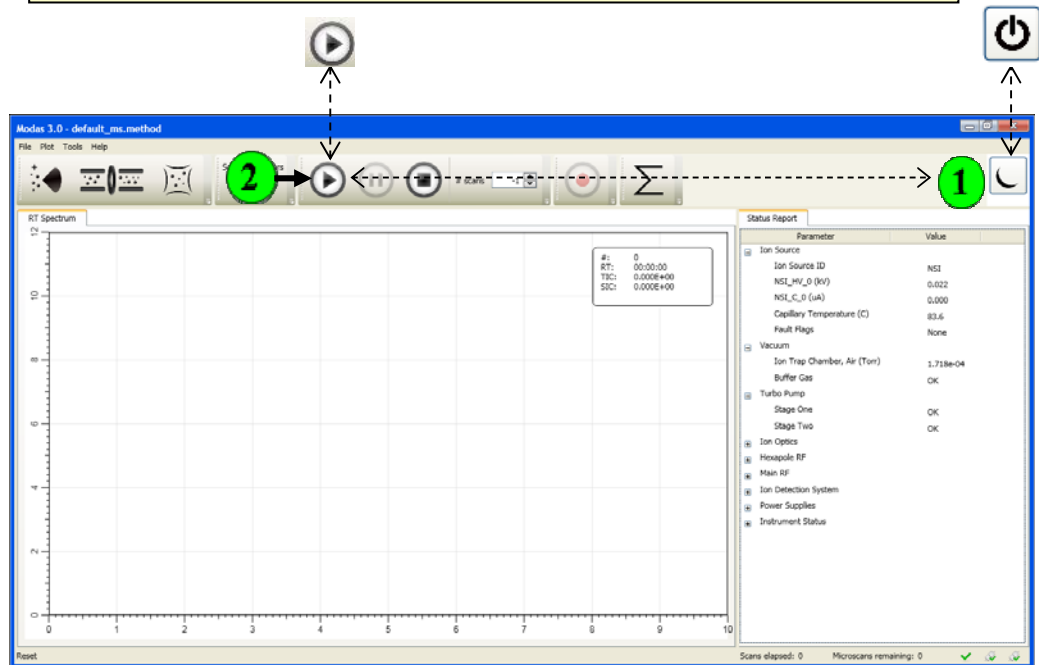 Modas 3.0 - default_ms.method
File Plot Tools Help
2
# scans
-1
1
RT Spectrum
Status Report
12
10
8
6
4
2
0
0 1 2 3 4 5 6 7 8 9 10
#: 0
RT: 00:00:00
TIC: 0.000E+00
SIC: 0.000E+00
Parameter Value
Ion Source
Ion Source ID NSI
NSI_HV_0 (kV) 0.022
NSI_C_0 (uA) 0.000
Capillary Temperature (C) 83.6
Fault Flags None
Vacuum
Ion Trap Chamber, Air (Torr) 1.718e-04
Buffer Gas OK
Turbo Pump
Stage One OK
Stage Two OK
Ion Optics
Hexapole RF
Main RF
Ion Detection System
Power Supplies
Instrument Status
Reset
Scans elapsed: 0 Microscans remaining: 0